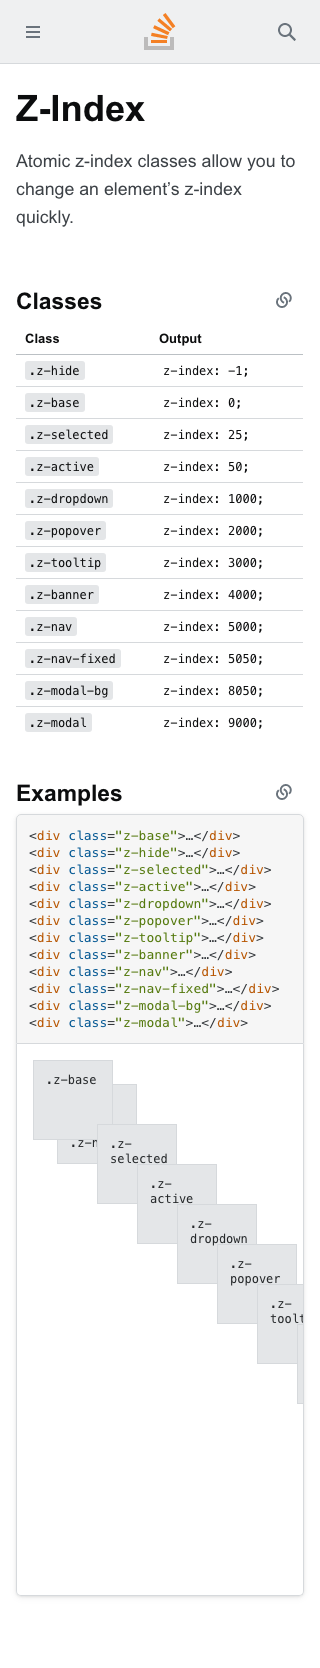 Z-Index
Atomic z-index classes allow you to
change an element’s z-index
quickly.
Classes
Class Output
.z-hide z-index: -1;
.z-base z-index: 0;
.z-selected z-index: 25;
.z-active z-index: 50;
.z-dropdown z-index: 1000;
.z-popover z-index: 2000;
.z-tooltip z-index: 3000;
.z-banner z-index: 4000;
.z-nav z-index: 5000;
.z-nav-fixed z-index: 5050;
.z-modal-bg z-index: 8050;
.z-modal z-index: 9000;
Examples
<div class="z-base">…</div>
<div class="z-hide">…</div>
<div class="z-selected">…</div>
<div class="z-active">…</div>
<div class="z-dropdown">…</div>
<div class="z-popover">…</div>
<div class="z-tooltip">…</div>
<div class="z-banner">…</div>
<div class="z-nav">…</div>
<div class="z-nav-fixed">…</div>
<div class="z-modal-bg">…</div>
<div class="z-modal">…</div>
.z-base
.z-
selected
.z-
active
.z-
dropdown
.z-
popover
.z-